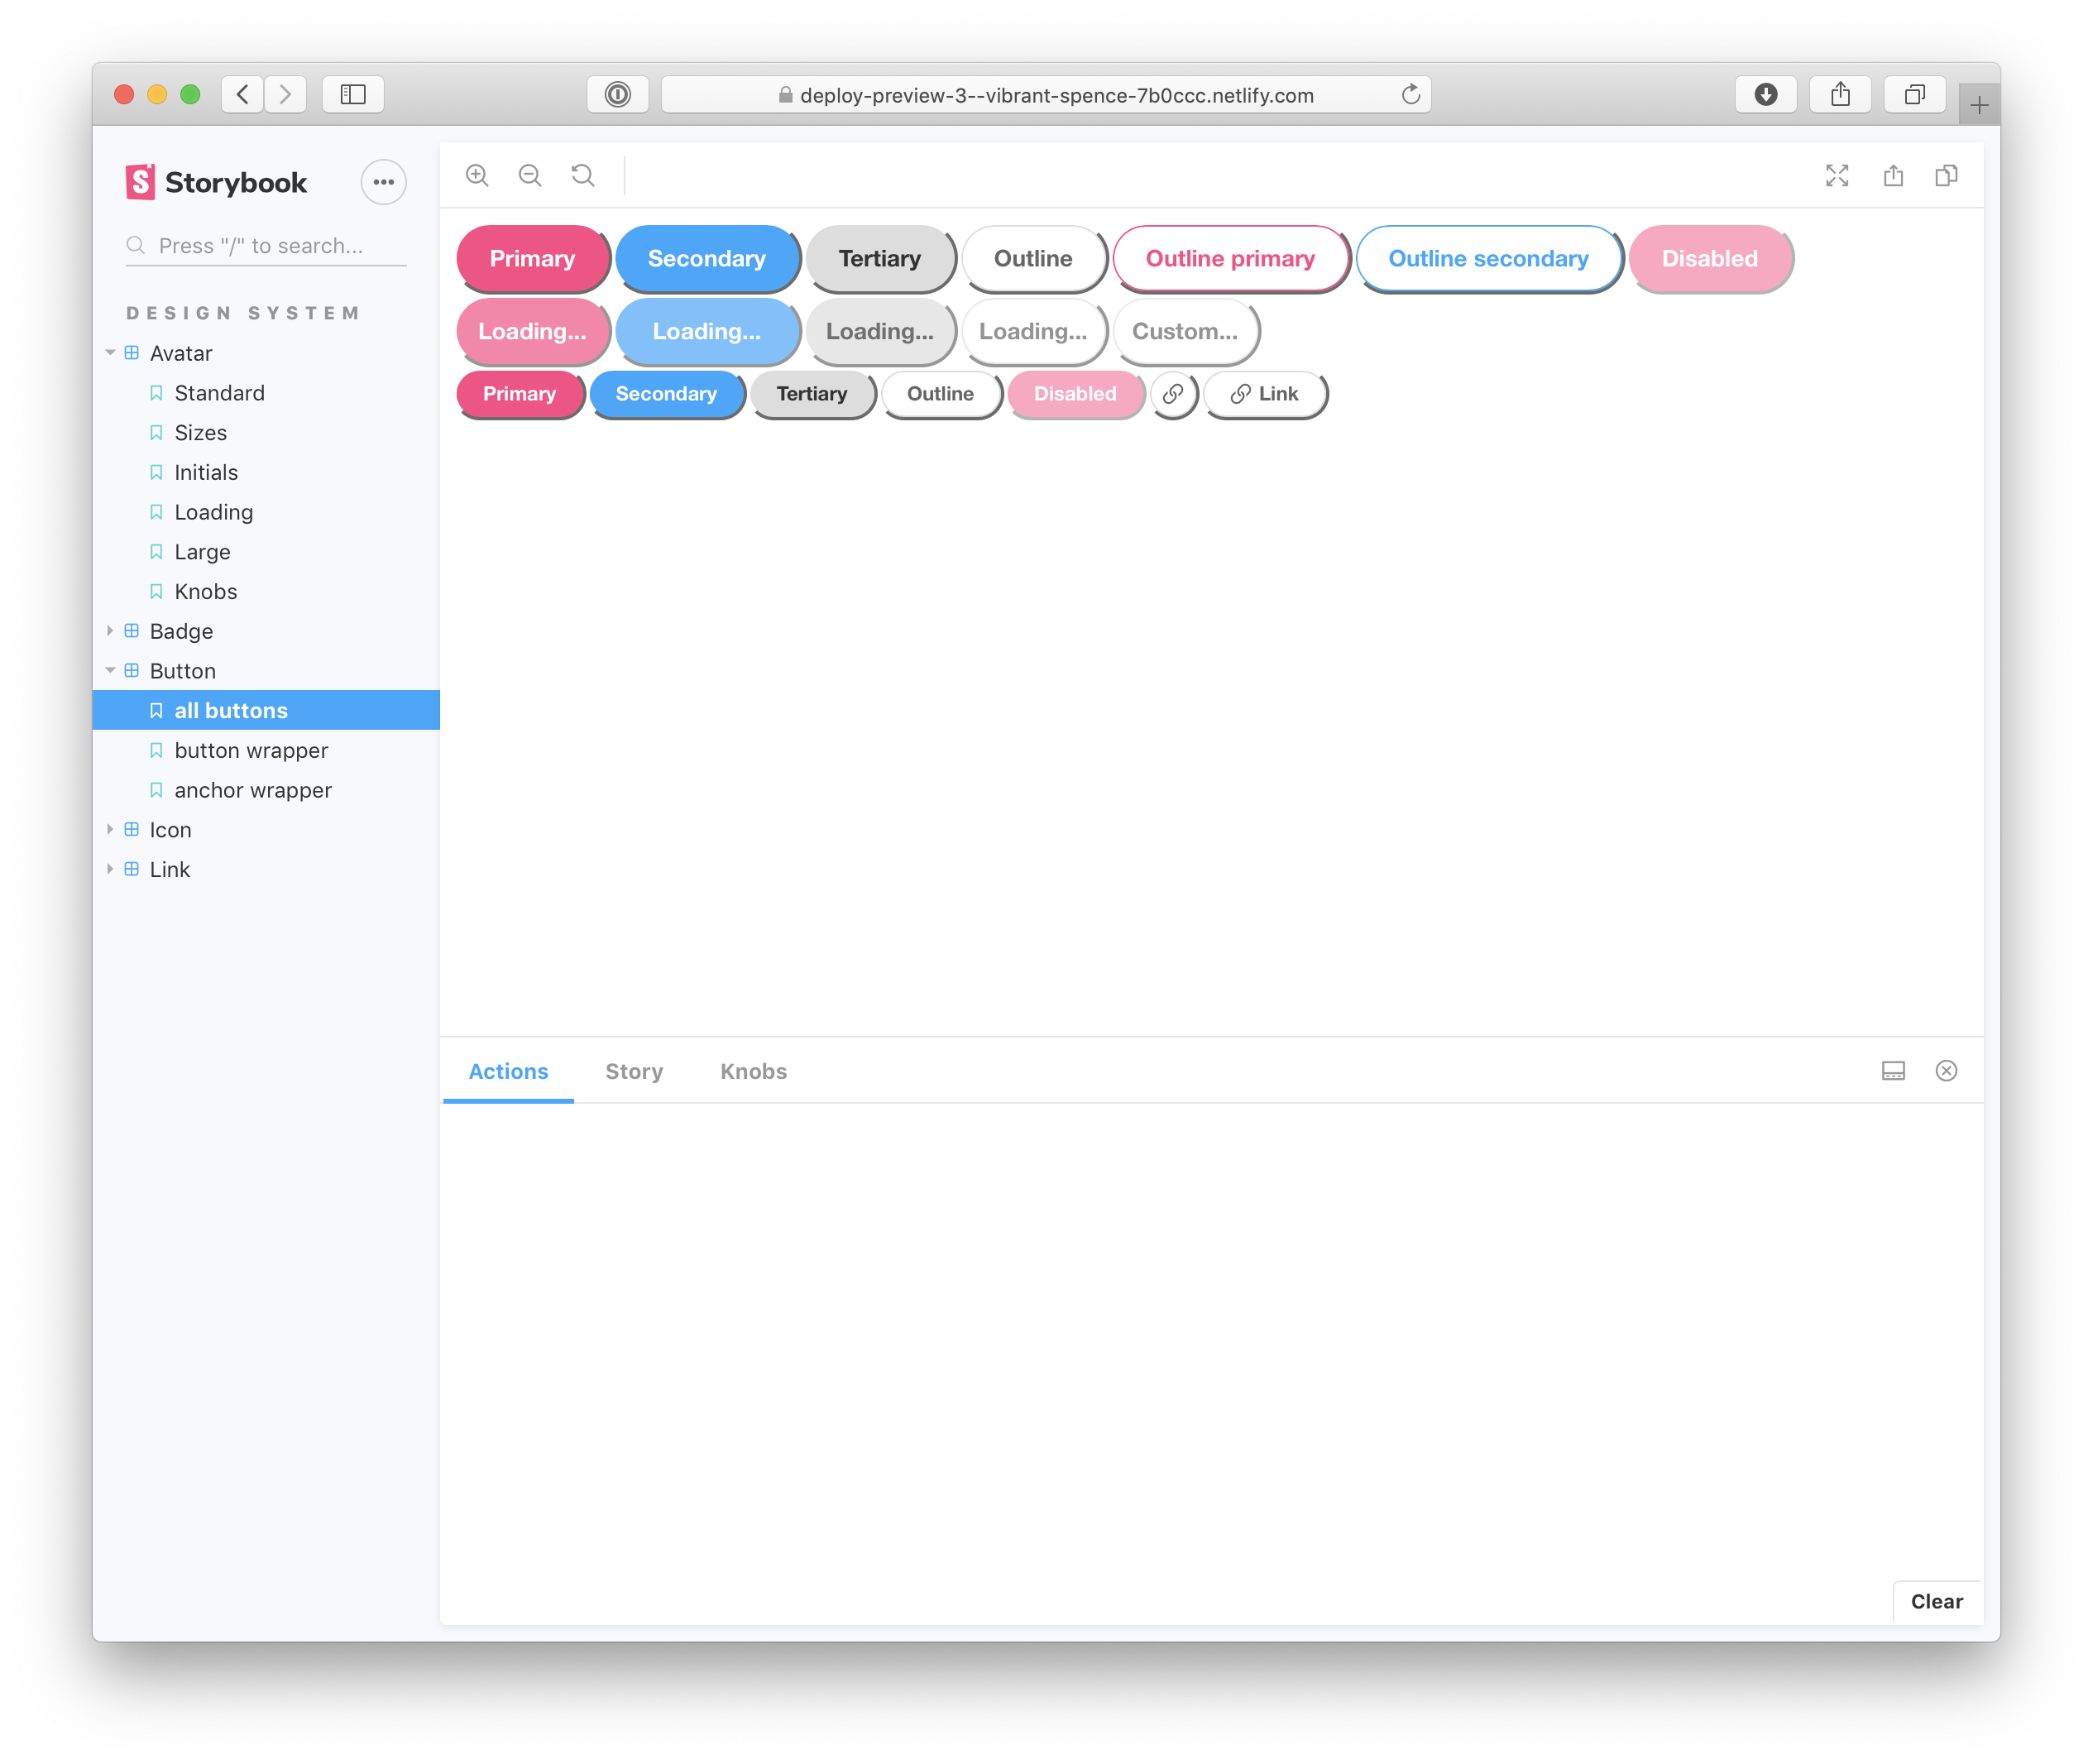 deploy-preview-3--vibrant-spence-7b0ccc.netlify.com
Storybook
Press "/" to search...
DESIGN SYSTEM
Avatar
Standard
Sizes
Initials
Loading
Large
Knobs
Badge
Button
all buttons
button wrapper
anchor wrapper
Icon
Link
Primary Secondary Tertiary Outline Outline primary Outline secondary Disabled
Loading... Loading... Loading... Loading... Custom...
Primary Secondary Tertiary Outline Disabled Link
Actions Story Knobs
Clear